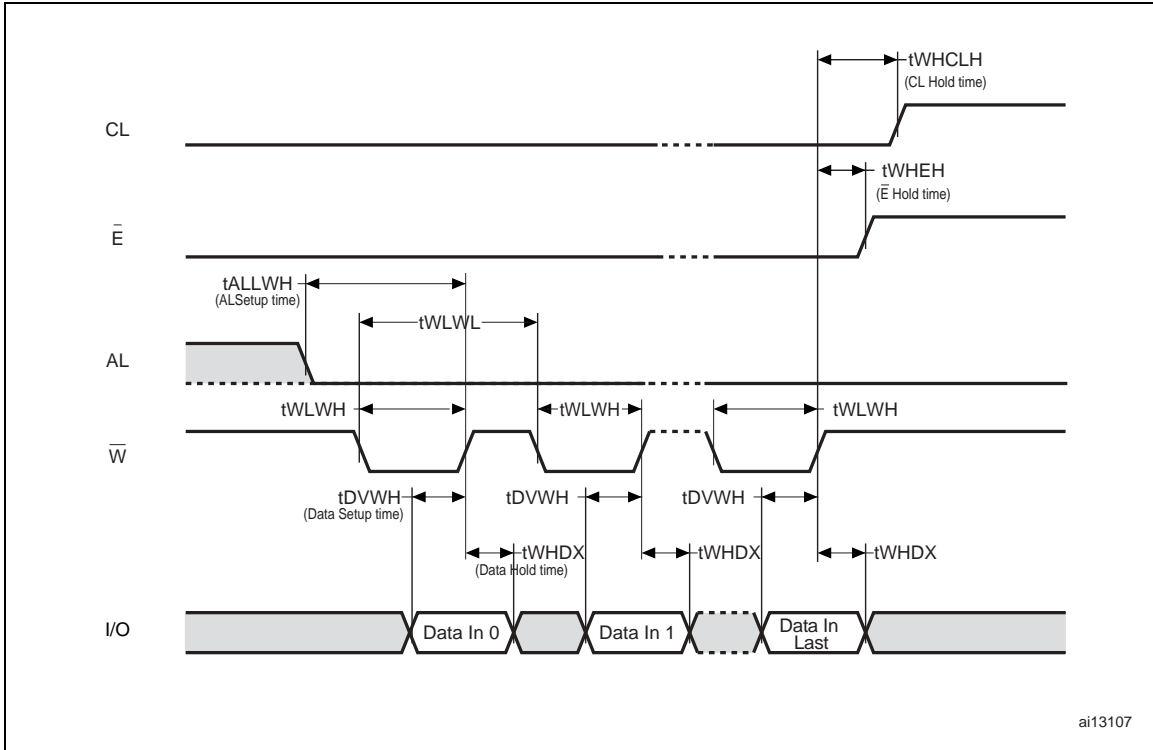 tWHCLH
(CL Hold time)
CL
tWHEH
(E̅ Hold time)
E̅
tALLWH
(ALSetup time)
tWLWL
AL
tWLWH
tWLWH
tWLWH
W̅
tDVWH
(Data Setup time)
tDVWH
tDVWH
tWHDX
(Data Hold time)
tWHDX
tWHDX
I/O
Data In 0
Data In 1
Data In
Last
ai13107